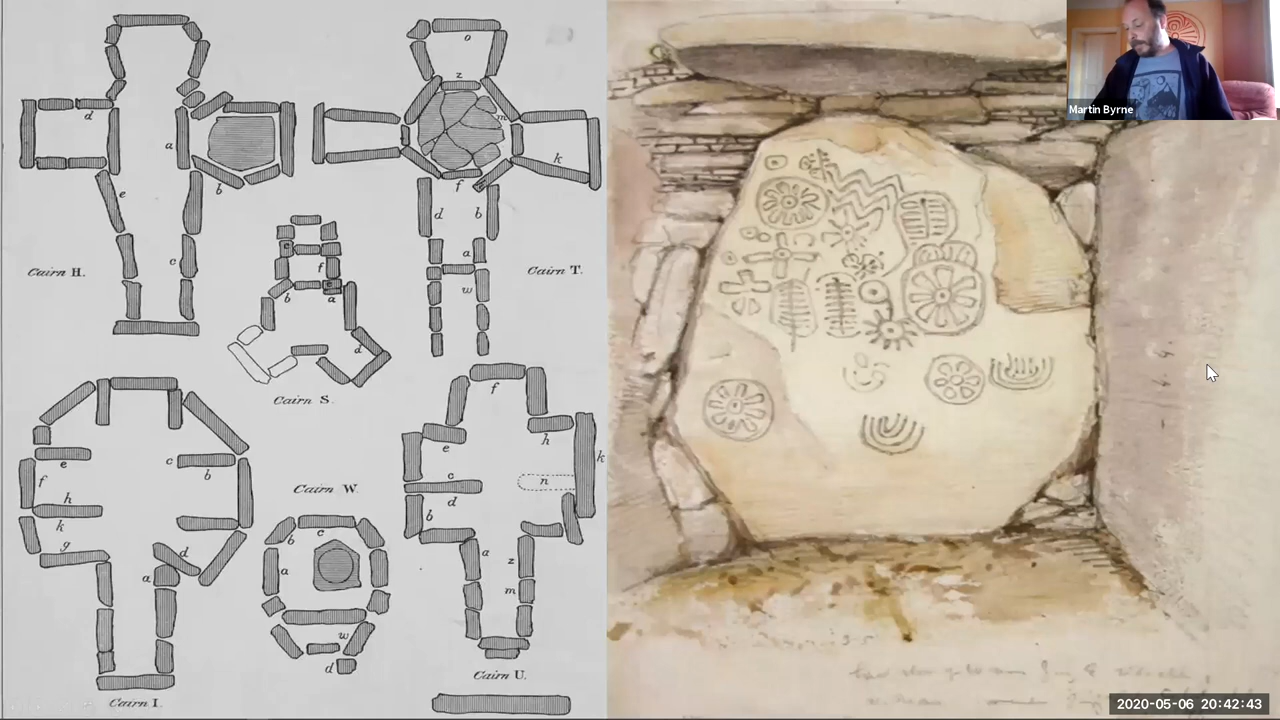 Martin Byrne
o
z
d
m
a
k
b
f
e
d
b
c
f
a
w
b
a
Cairn H.
Cairn T.
d
Cairn S.
f
e
h
c
e
b
k
f
c
n
h
Cairn W.
d
k
b
g
b
c
d
a
a
z
a
m
w
d
Cairn U.
Cairn I.
2020-05-06 20:42:43